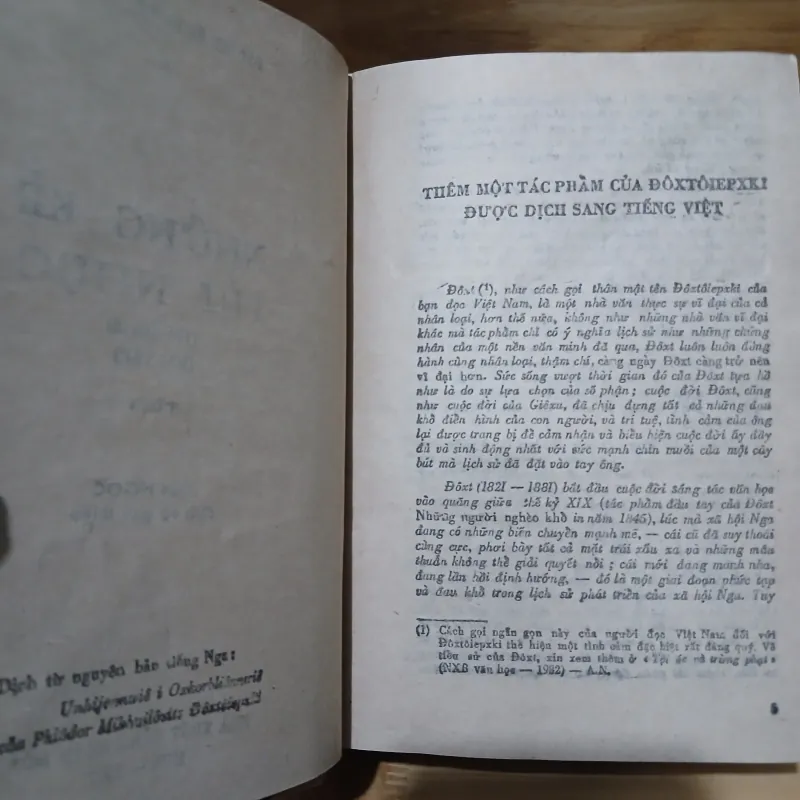 Dịch từ nguyên bản tiếng Nga:
Unhijennưie i Oxkorblennưie
của Phiôđor Mikhailôvits Đôxtôiepxki
THÊM MỘT TÁC PHẨM CỦA ĐÔXTÔIEPXKI
ĐƯỢC DỊCH SANG TIẾNG VIỆT
Đôxt (¹), như cách gọi thân mật tên Đôxtôiepxki của
bạn đọc Việt Nam, là một nhà văn thực sự vĩ đại của cả
nhân loại, hơn thế nữa, không như những nhà văn vĩ đại
khác mà tác phẩm chỉ có ý nghĩa lịch sử như những chứng
nhân của một nền văn minh đã qua, Đôxt luôn luôn đồng
hành cùng nhân loại, thậm chí, càng ngày Đôxt càng trở nên
vĩ đại hơn. Sức sống vượt thời gian đó của Đôxt tựa hồ
như là do sự lựa chọn của số phận; cuộc đời Đôxt, cũng
như cuộc đời của Giêxu, đã chịu đựng tất cả những đau
khổ điển hình của con người, và trí tuệ, tình cảm của ông
lại được trang bị để cảm nhận và biểu hiện cuộc đời ấy đầy
đủ và sinh động nhất với sức mạnh chín muồi của một cây
bút mà lịch sử đã đặt vào tay ông.
Đôxt (1821 — 1881) bắt đầu cuộc đời sáng tác văn học
vào quãng giữa thế kỷ XIX (tác phẩm đầu tay của Đôxt
Những người nghèo khổ in năm 1845), lúc mà xã hội Nga
đang có những biến chuyển mạnh mẽ, — cái cũ đã suy thoái
cùng cực, phơi bày tất cả mặt trái xấu xa và những mâu
thuẫn không thể giải quyết nổi; cái mới đang manh nha,
đang lần hồi định hướng, — đó là một giai đoạn phức tạp
và đau khổ trong lịch sử phát triển của xã hội Nga. Tuy
(1) Cách gọi ngắn gọn này của người đọc Việt Nam đối với
Đôxtôiepxki thể hiện một tình cảm đặc biệt rất đáng quý. Về
tiểu sử của Đôxt, xin xem thêm ở «Tội ác và trừng phạt»
(NXB văn học — 1982) — A.N.
5